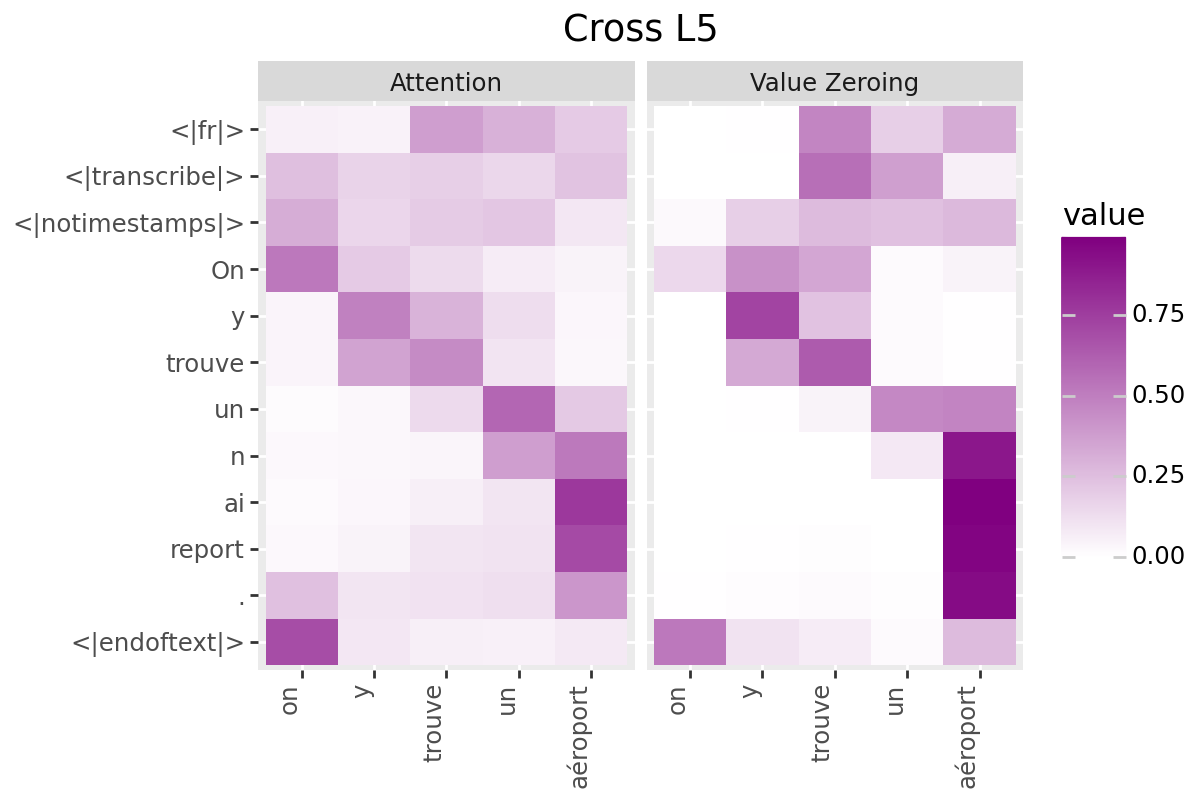 Cross L5
Attention
Value Zeroing
<|fr|>
<|transcribe|>
<|notimestamps|>
On
y
trouve
un
n
ai
report
.
<|endoftext|>
on
y
trouve
un
aéroport
on
y
trouve
un
aéroport
value
0.75
0.50
0.25
0.00